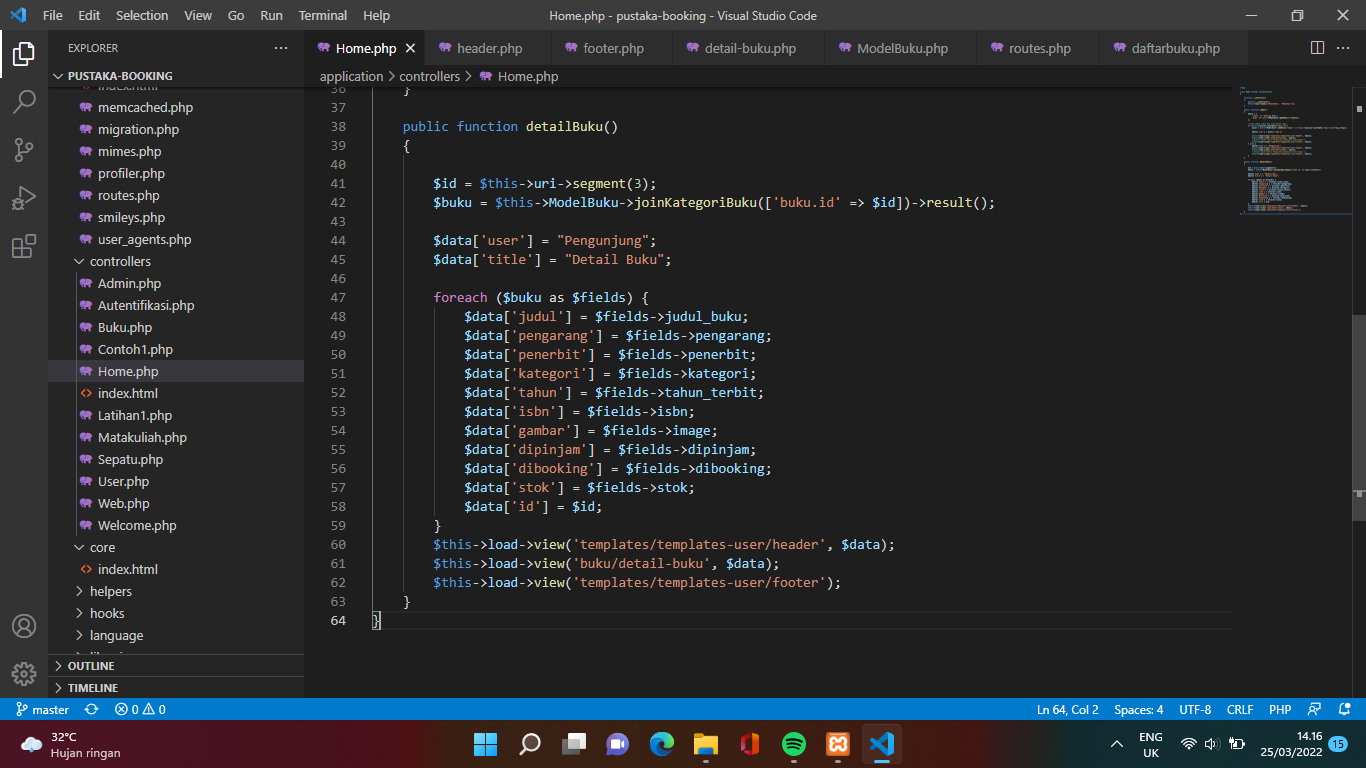 File Edit Selection View Go Run Terminal Help
Home.php - pustaka-booking - Visual Studio Code
EXPLORER
PUSTAKA-BOOKING
index.html
memcached.php
migration.php
mimes.php
profiler.php
routes.php
smileys.php
user_agents.php
controllers
Admin.php
Autentifikasi.php
Buku.php
Contoh1.php
Home.php
index.html
Latihan1.php
Matakuliah.php
Sepatu.php
User.php
Web.php
Welcome.php
core
index.html
helpers
hooks
language
OUTLINE
TIMELINE
Home.php header.php footer.php detail-buku.php ModelBuku.php routes.php daftarbuku.php
application > controllers > Home.php
36 }
37
38 public function detailBuku()
39 {
40
41 $id = $this->uri->segment(3);
42 $buku = $this->ModelBuku->joinKategoriBuku(['buku.id' => $id])->result();
43
44 $data['user'] = "Pengunjung";
45 $data['title'] = "Detail Buku";
46
47 foreach ($buku as $fields) {
48 $data['judul'] = $fields->judul_buku;
49 $data['pengarang'] = $fields->pengarang;
50 $data['penerbit'] = $fields->penerbit;
51 $data['kategori'] = $fields->kategori;
52 $data['tahun'] = $fields->tahun_terbit;
53 $data['isbn'] = $fields->isbn;
54 $data['gambar'] = $fields->image;
55 $data['dipinjam'] = $fields->dipinjam;
56 $data['dibooking'] = $fields->dibooking;
57 $data['stok'] = $fields->stok;
58 $data['id'] = $id;
59 }
60 $this->load->view('templates/templates-user/header', $data);
61 $this->load->view('buku/detail-buku', $data);
62 $this->load->view('templates/templates-user/footer');
63 }
64 }
master 0 0
Ln 64, Col 2 Spaces: 4 UTF-8 CRLF PHP
32°C
Hujan ringan
ENG
UK
14.16
25/03/2022
15